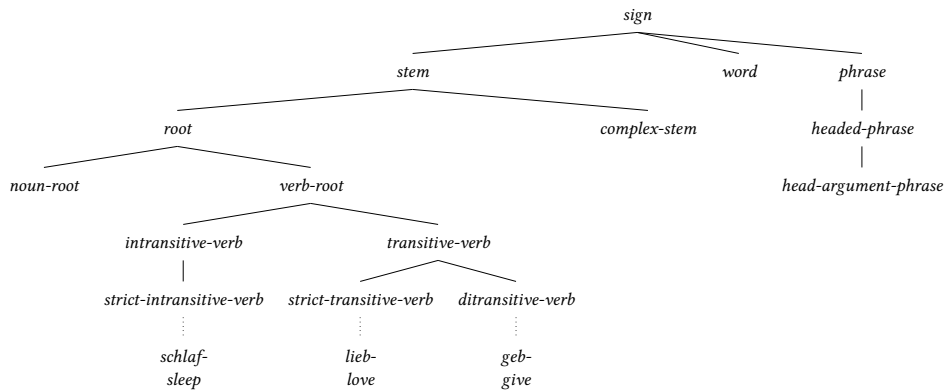 sign
stem word phrase
root complex-stem headed-phrase
noun-root verb-root head-argument-phrase
intransitive-verb transitive-verb
strict-intransitive-verb strict-transitive-verb ditransitive-verb
schlaf- lieb- geb-
sleep love give